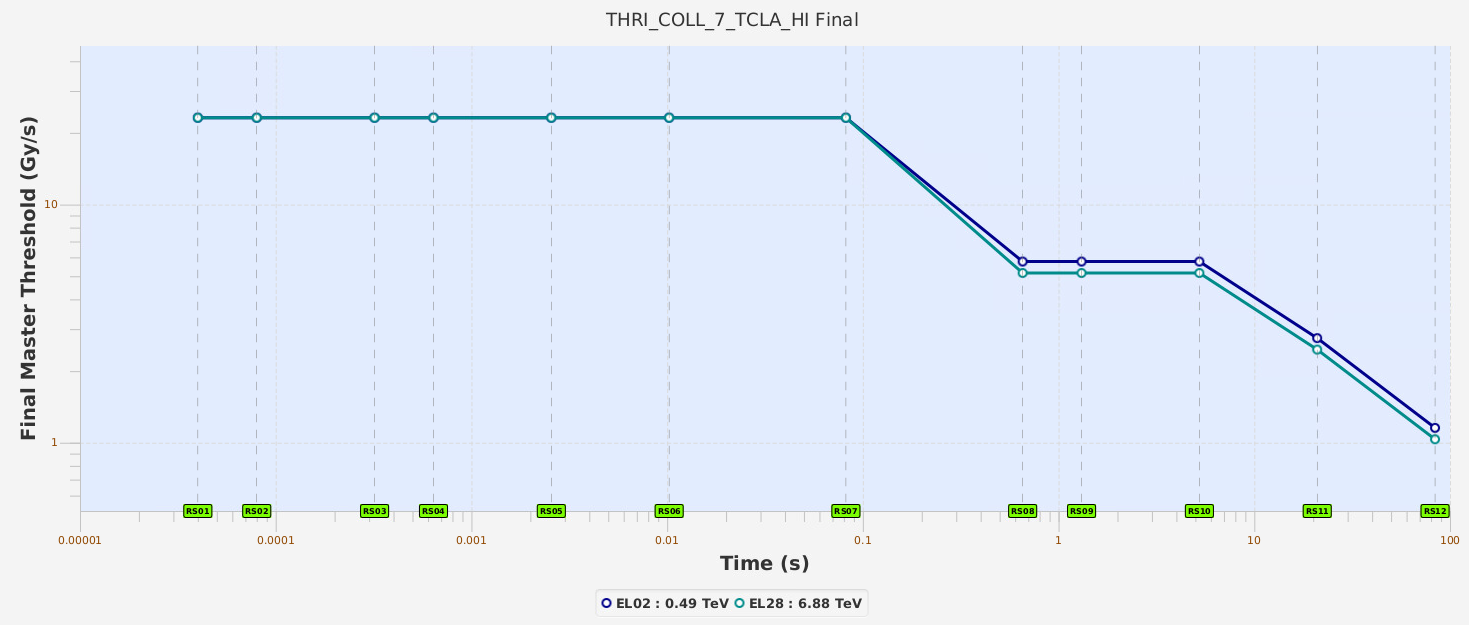 THRI_COLL_7_TCLA_HI Final
Final Master Threshold (Gy/s)
10
1
RS01 RS02 RS03 RS04 RS05 RS06 RS07 RS08 RS09 RS10 RS11 RS12
0.00001 0.0001 0.001 0.01 0.1 1 10 100
Time (s)
EL02 : 0.49 TeV EL28 : 6.88 TeV